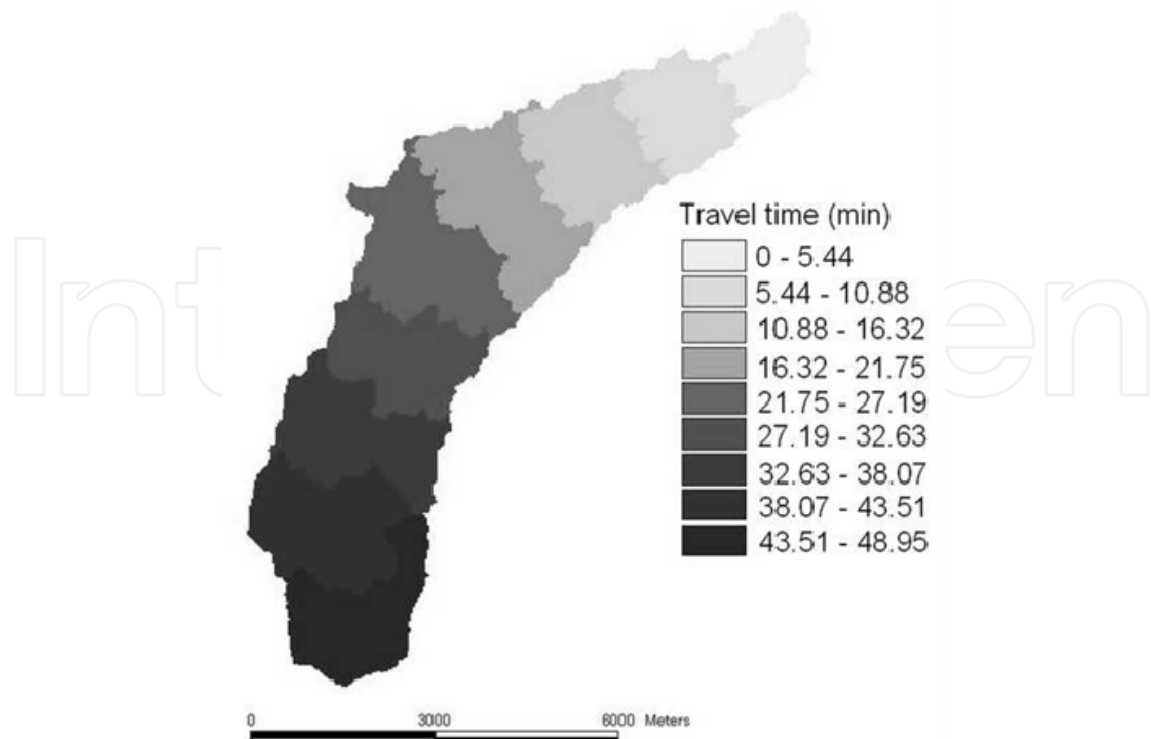 Travel time (min)
0 - 5.44
5.44 - 10.88
10.88 - 16.32
16.32 - 21.75
21.75 - 27.19
27.19 - 32.63
32.63 - 38.07
38.07 - 43.51
43.51 - 48.95
0 3000 6000 Meters